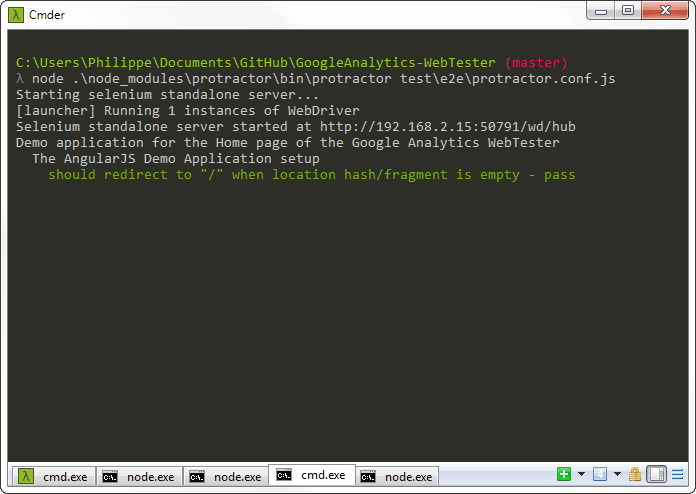 Cmder
C:\Users\Philippe\Documents\GitHub\GoogleAnalytics-WebTester (master)
λ node .\node_modules\protractor\bin\protractor test\e2e\protractor.conf.js
Starting selenium standalone server...
[launcher] Running 1 instances of WebDriver
Selenium standalone server started at http://192.168.2.15:50791/wd/hub
Demo application for the Home page of the Google Analytics WebTester
  The AngularJS Demo Application setup
    should redirect to "/" when location hash/fragment is empty - pass
λ cmd.exe C:\. node.exe C:\. node.exe C:\. cmd.exe C:\. node.exe 4